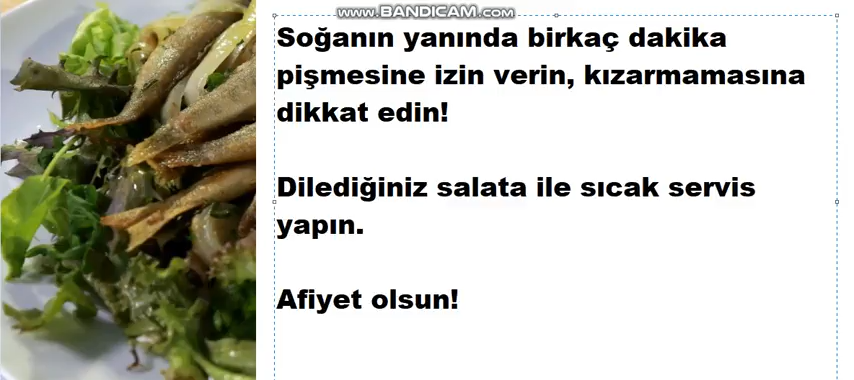 www.BANDICAM.com
Soğanın yanında birkaç dakika
pişmesine izin verin, kızarmamasına
dikkat edin!
Dilediğiniz salata ile sıcak servis
yapın.
Afiyet olsun!